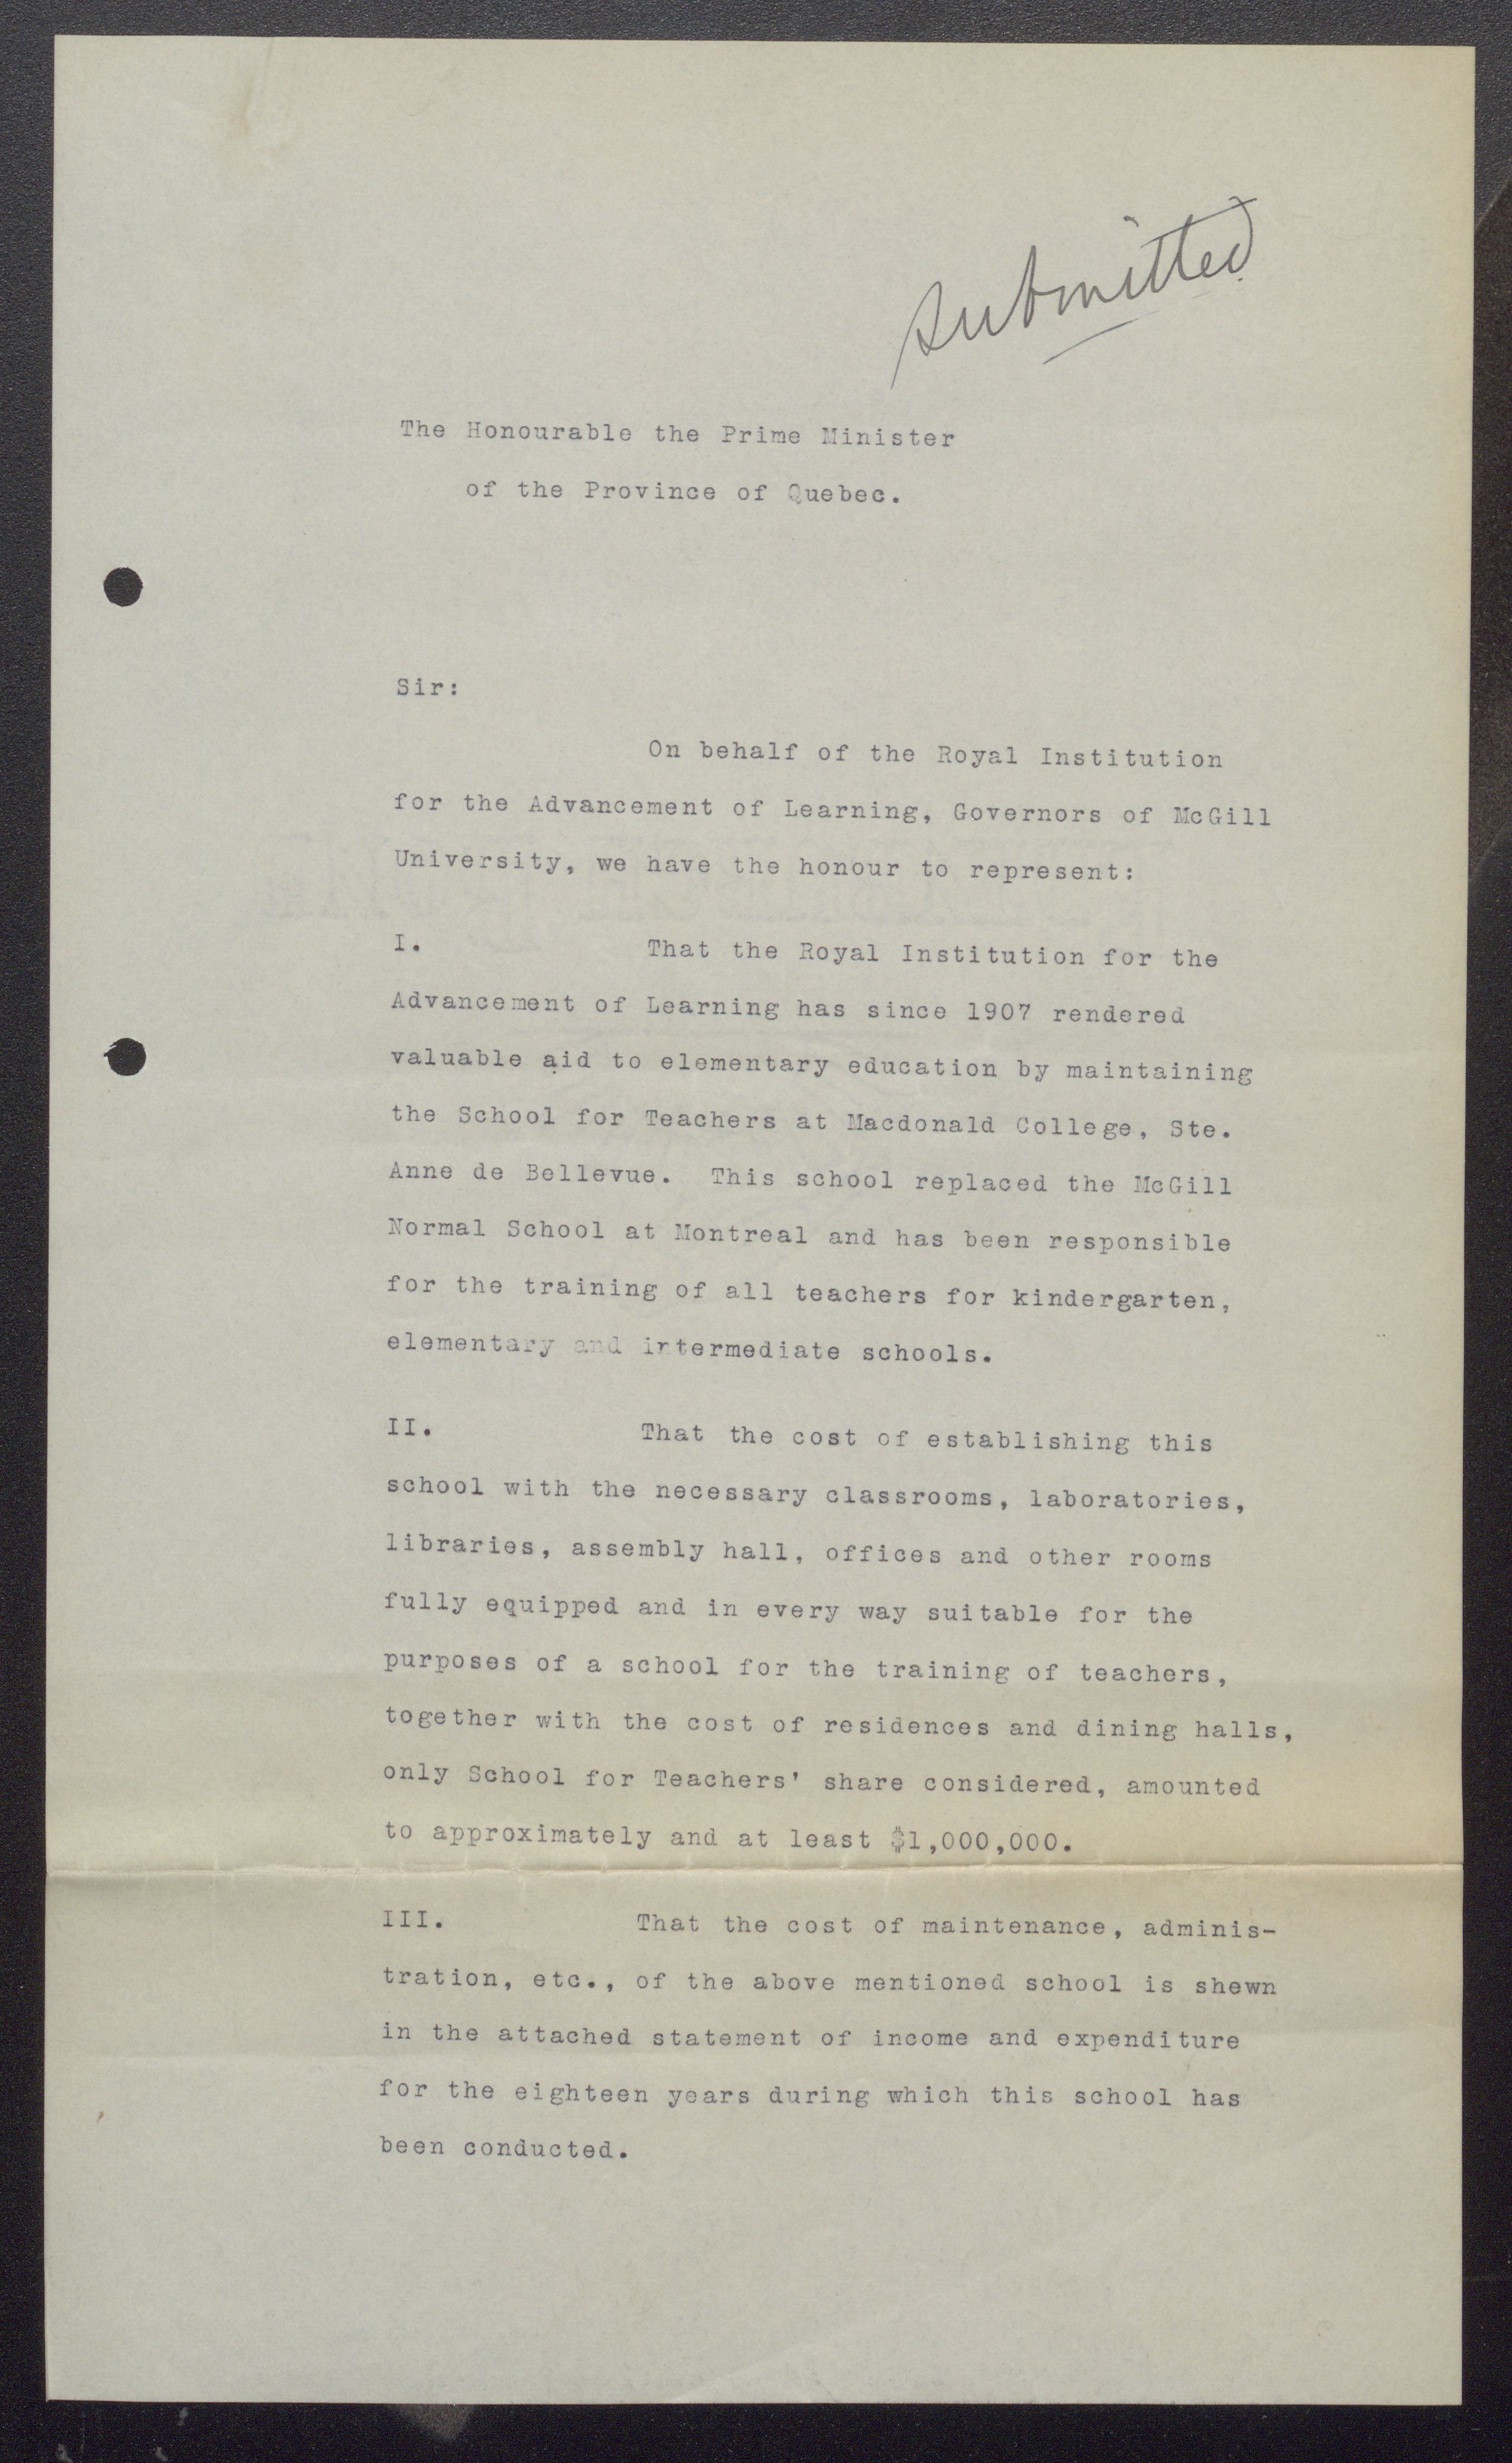 submitted
The Honourable the Prime Minister
of the Province of Quebec.
Sir:
On behalf of the Royal Institution
for the Advancement of Learning, Governors of McGill
University, we have the honour to represent:
I. That the Royal Institution for the
Advancement of Learning has since 1907 rendered
valuable aid to elementary education by maintaining
the School for Teachers at Macdonald College, Ste.
Anne de Bellevue. This school replaced the McGill
Normal School at Montreal and has been responsible
for the training of all teachers for kindergarten,
elementary and intermediate schools.
II. That the cost of establishing this
school with the necessary classrooms, laboratories,
libraries, assembly hall, offices and other rooms
fully equipped and in every way suitable for the
purposes of a school for the training of teachers,
together with the cost of residences and dining halls,
only School for Teachers' share considered, amounted
to approximately and at least $1,000,000.
III. That the cost of maintenance, adminis-
tration, etc., of the above mentioned school is shewn
in the attached statement of income and expenditure
for the eighteen years during which this school has
been conducted.